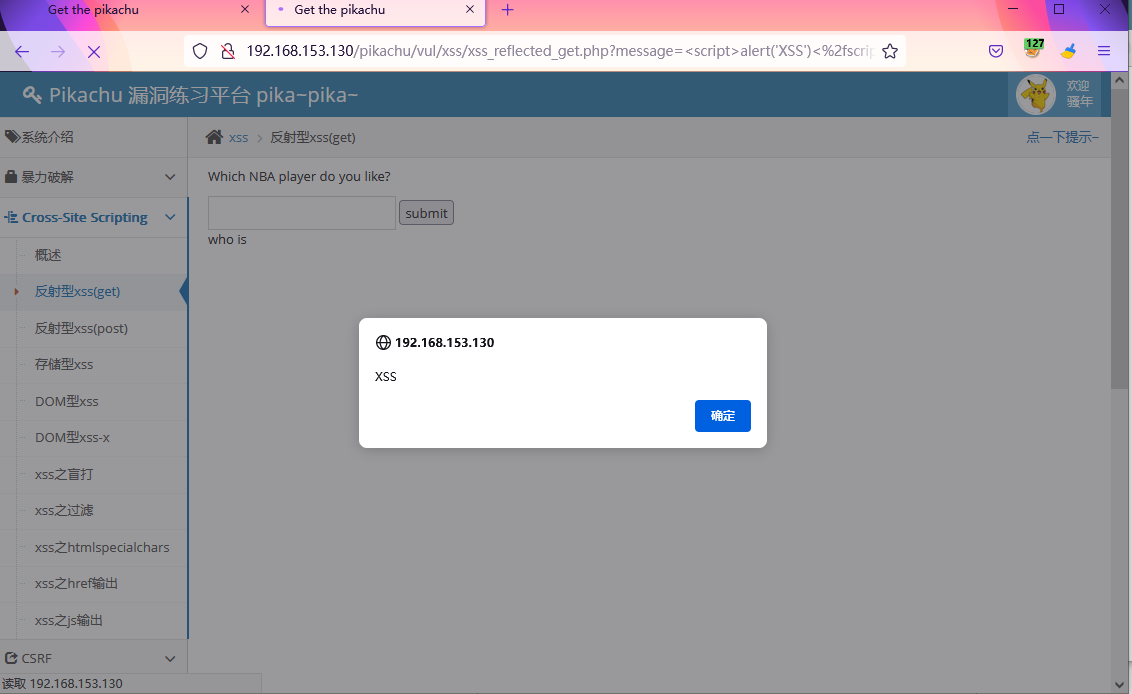 Get the pikachu
Get the pikachu
192.168.153.130/pikachu/vul/xss/xss_reflected_get.php?message=<script>alert('XSS')<%2fscrip
127
Pikachu 漏洞练习平台 pika~pika~
欢迎
骚年
系统介绍
xss
反射型xss(get)
点一下提示~
暴力破解
Which NBA player do you like?
submit
Cross-Site Scripting
who is
概述
反射型xss(get)
反射型xss(post)
存储型xss
DOM型xss
DOM型xss-x
xss之盲打
xss之过滤
xss之htmlspecialchars
xss之href输出
xss之js输出
CSRF
读取 192.168.153.130
192.168.153.130
XSS
确定